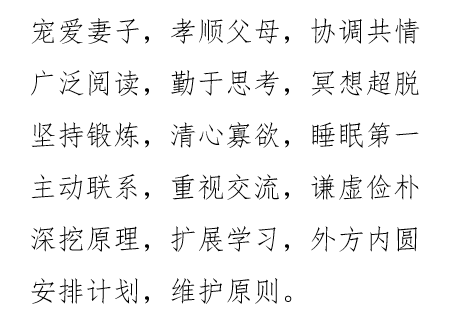 宠爱妻子，孝顺父母，协调共情
广泛阅读，勤于思考，冥想超脱
坚持锻炼，清心寡欲，睡眠第一
主动联系，重视交流，谦虚俭朴
深挖原理，扩展学习，外方内圆
安排计划，维护原则。